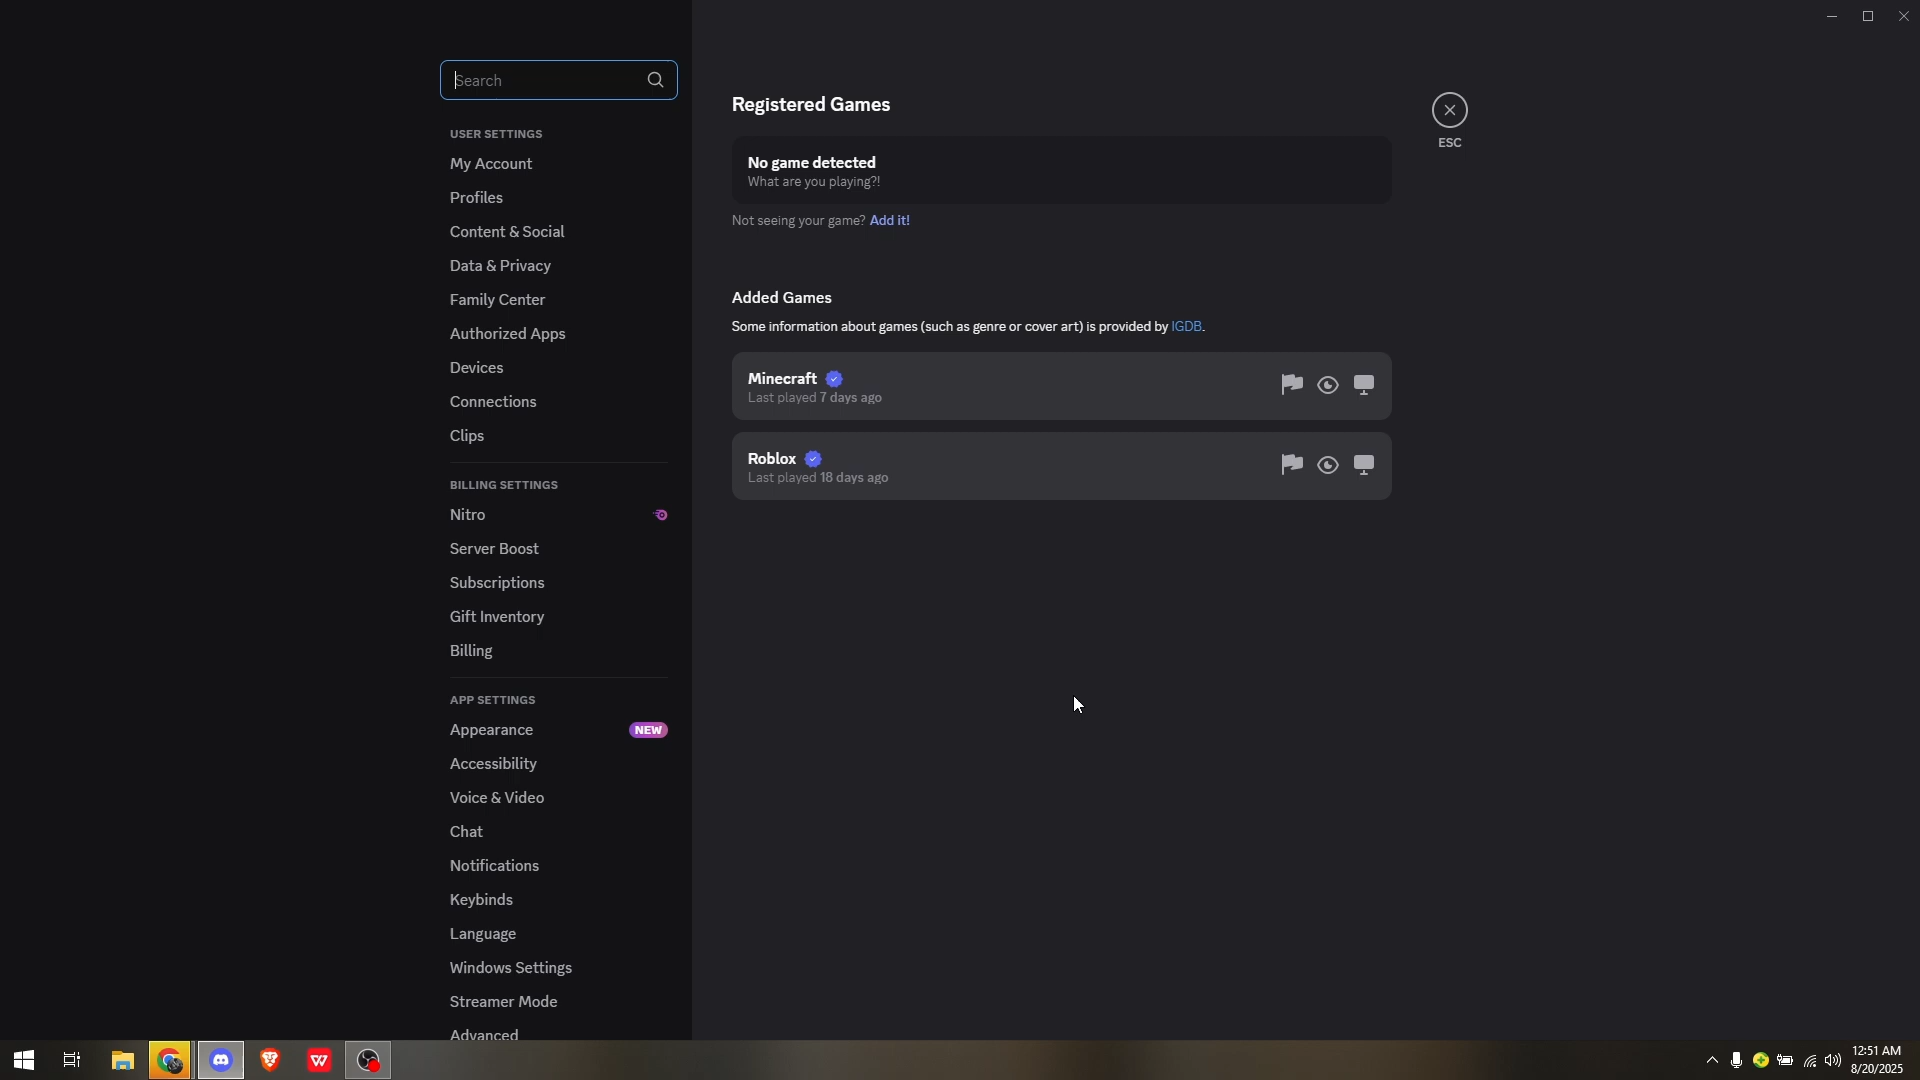 Search
USER SETTINGS
My Account
Profiles
Content & Social
Data & Privacy
Family Center
Authorized Apps
Devices
Connections
Clips
BILLING SETTINGS
Nitro
Server Boost
Subscriptions
Gift Inventory
Billing
APP SETTINGS
Appearance NEW
Accessibility
Voice & Video
Chat
Notifications
Keybinds
Language
Windows Settings
Streamer Mode
Advanced
Registered Games
No game detected
What are you playing?!
Not seeing your game? Add it!
Added Games
Some information about games (such as genre or cover art) is provided by IGDB.
Minecraft
Last played 7 days ago
Roblox
Last played 18 days ago
ESC
W
12:51 AM
8/20/2025